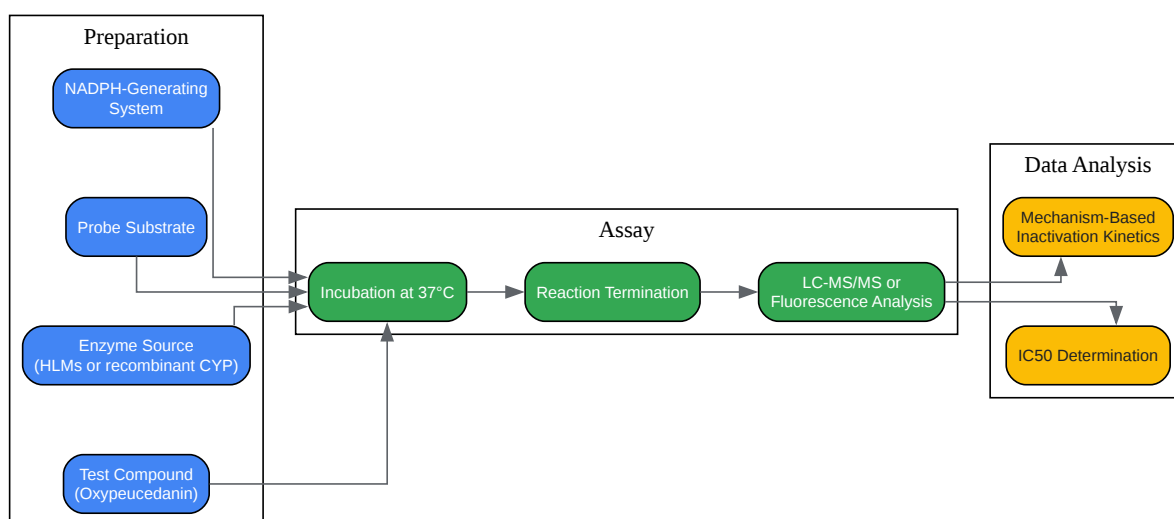 Preparation
NADPH-Generating
System
Probe Substrate
Enzyme Source
(HLMs or recombinant CYP)
Test Compound
(Oxypeucedanin)
Assay
Incubation at 37°C
Reaction Termination
LC-MS/MS or
Fluorescence Analysis
Data Analysis
Mechanism-Based
Inactivation Kinetics
IC50 Determination